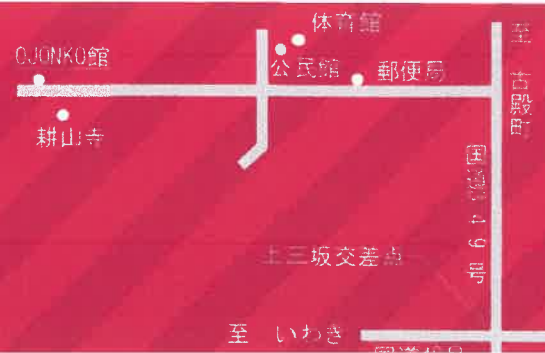 体育館
OJONKO館
公民館
郵便局
至 古殿町
耕山寺
国道349号
上三坂交差点
至 いわき